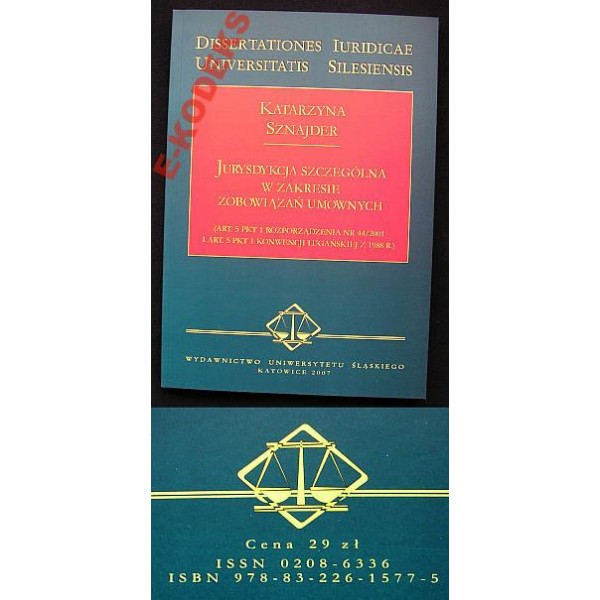 E-KODEKS
DISSERTATIONES IURIDICAE
UNIVERSITATIS SILESIENSIS
KATARZYNA
SZNAJDER
JURYSDYKCJA SZCZEGÓLNA
W ZAKRESIE
ZOBOWIĄZAŃ UMOWNYCH
(ART. 5 PKT 1 ROZPORZĄDZENIA NR 44/2001
I ART. 5 PKT 1 KONWENCJI LUGAŃSKIEJ Z 1988 R.)
WYDAWNICTWO UNIWERSYTETU ŚLĄSKIEGO
KATOWICE 2007
Cena 29 zł
ISSN 0208-6336
ISBN 978-83-226-1577-5